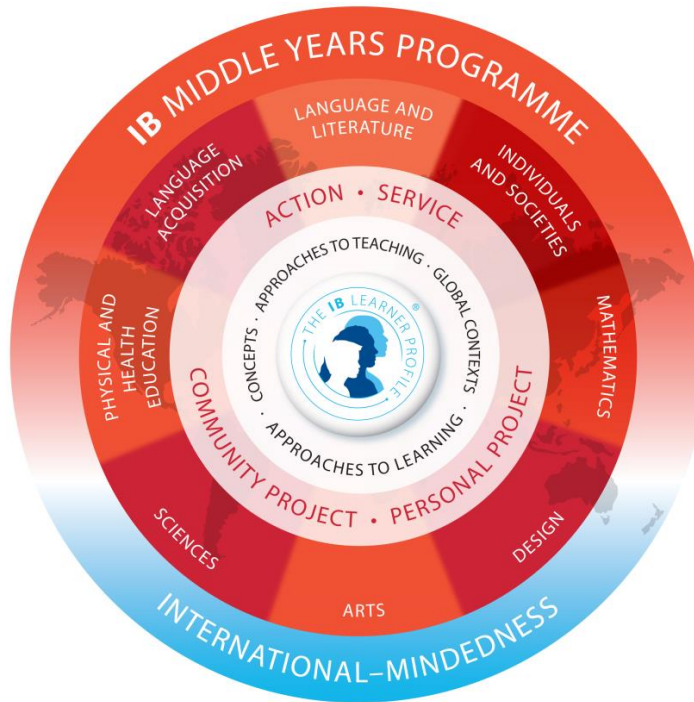 IB MIDDLE YEARS PROGRAMME
LANGUAGE AND
LITERATURE
INDIVIDUALS
AND SOCIETIES
MATHEMATICS
DESIGN
ARTS
SCIENCES
PHYSICAL AND
HEALTH
EDUCATION
LANGUAGE
ACQUISITION
ACTION • SERVICE
PERSONAL PROJECT •
COMMUNITY PROJECT
APPROACHES TO TEACHING · GLOBAL CONTEXTS ·
APPROACHES TO LEARNING · CONCEPTS ·
THE IB LEARNER PROFILE ®
INTERNATIONAL–MINDEDNESS